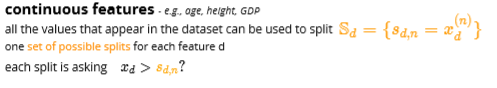 continuous features - e.g., age, height, GDP
all the values that appear in the dataset can be used to split 𝕊_d = {s_{d,n} = x_d^{(n)}}
one set of possible splits for each feature d
each split is asking x_d > s_{d,n}?